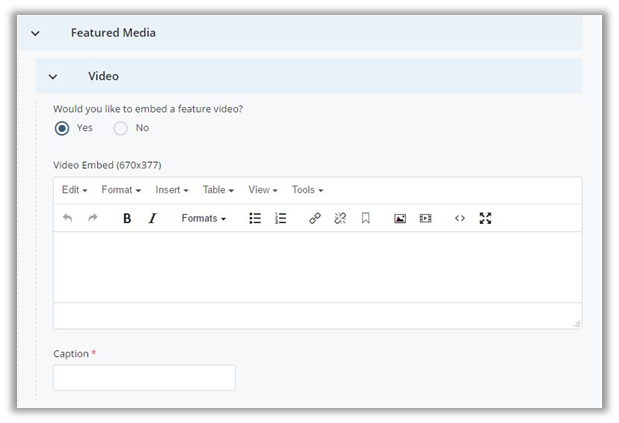 Featured Media
Video
Would you like to embed a feature video?
Yes No
Video Embed (670x377)
Edit Format Insert Table View Tools
B I Formats
Caption *